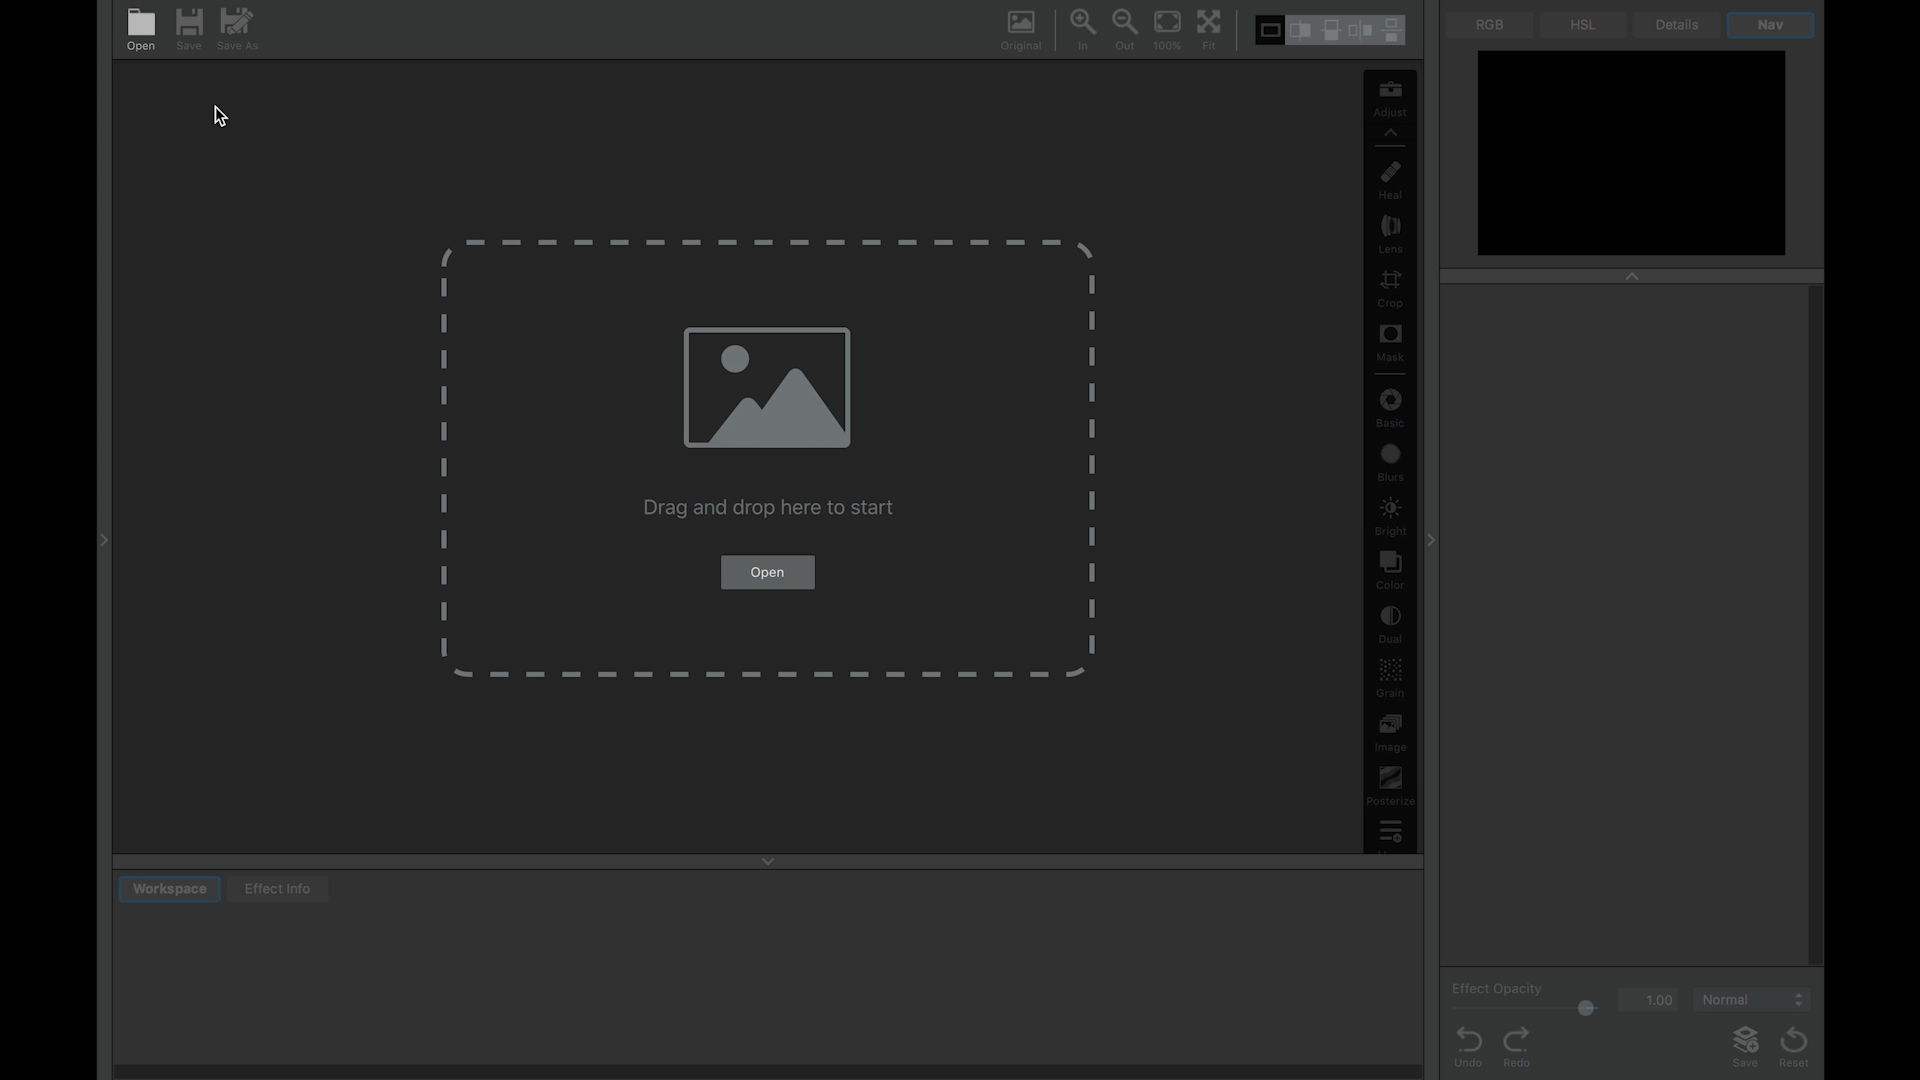 Open Save Save As Original In Out 100% Fit
RGB HSL Details Nav
Adjust
Heal
Lens
Crop
Mask
Basic
Blurs
Bright
Color
Dual
Grain
Image
Posterize
Drag and drop here to start
Open
Workspace Effect Info
Effect Opacity
1.00 Normal
Undo Redo Save Reset